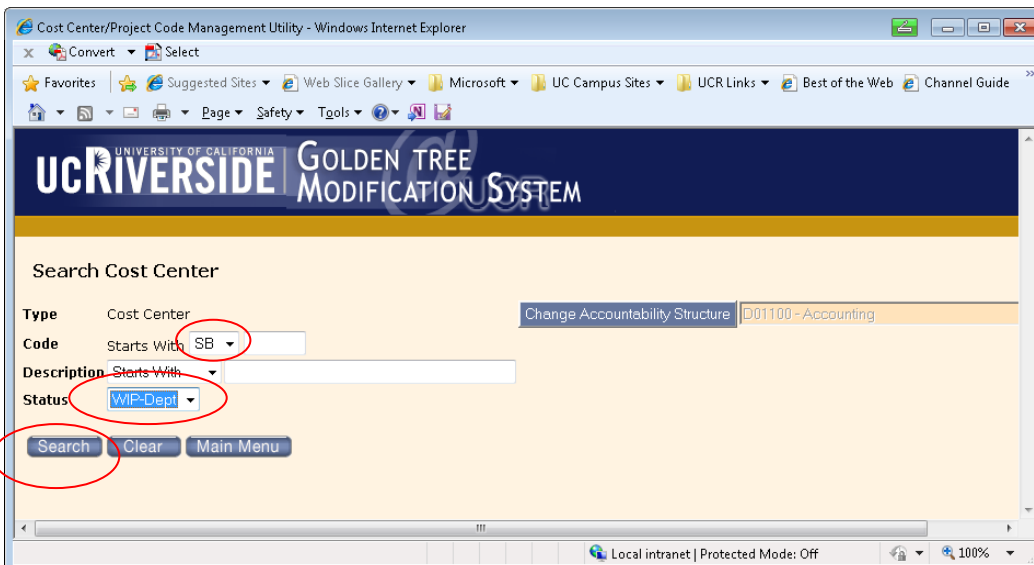 Cost Center/Project Code Management Utility - Windows Internet Explorer
x Convert Select
Favorites Suggested Sites Web Slice Gallery Microsoft UC Campus Sites UCR Links Best of the Web Channel Guide »
Page Safety Tools
UNIVERSITY OF CALIFORNIA
UCRIVERSIDE GOLDEN TREE
MODIFICATION SYSTEM
@UCR
Search Cost Center
Type Cost Center Change Accountability Structure D01100 - Accounting
Code Starts With SB
Description Starts With
Status WIP-Dept
Search Clear Main Menu
Local intranet | Protected Mode: Off 100%